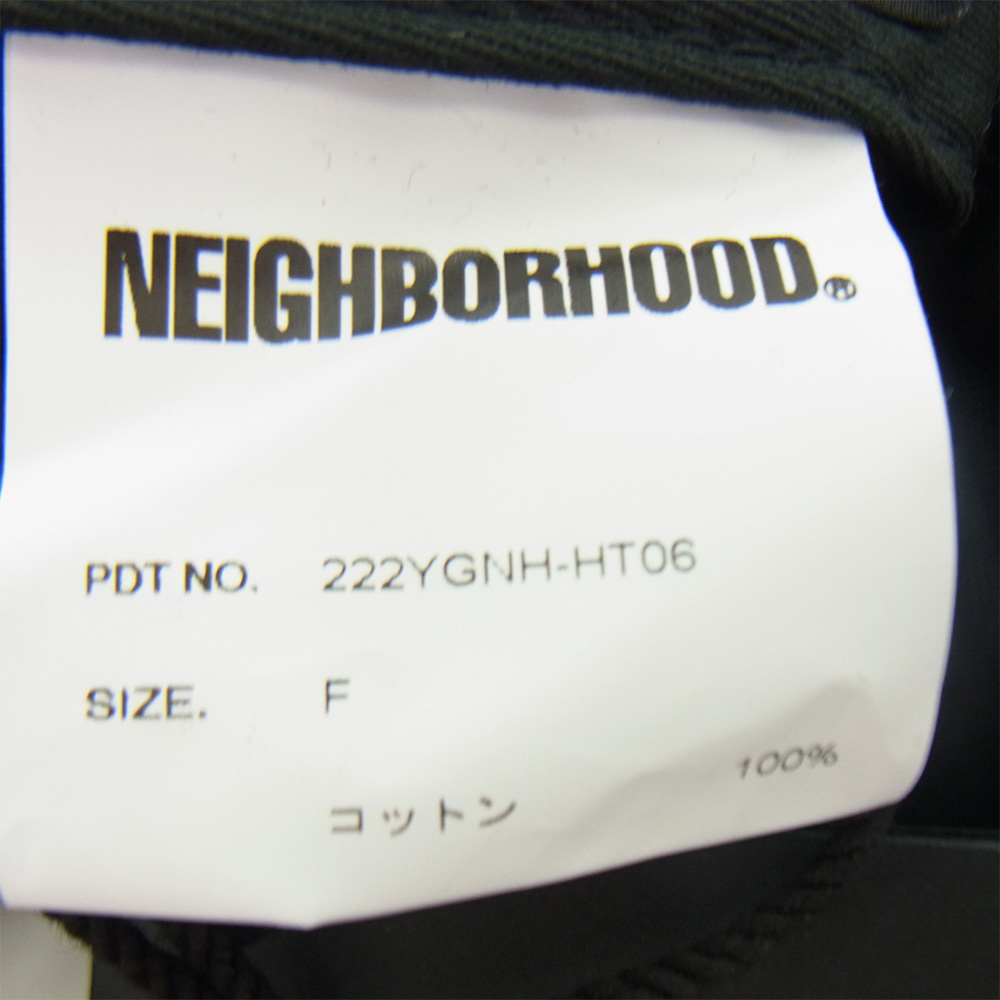 NEIGHBORHOOD®
PDT NO. 222YGNH-HT06
SIZE. F
コットン 100%